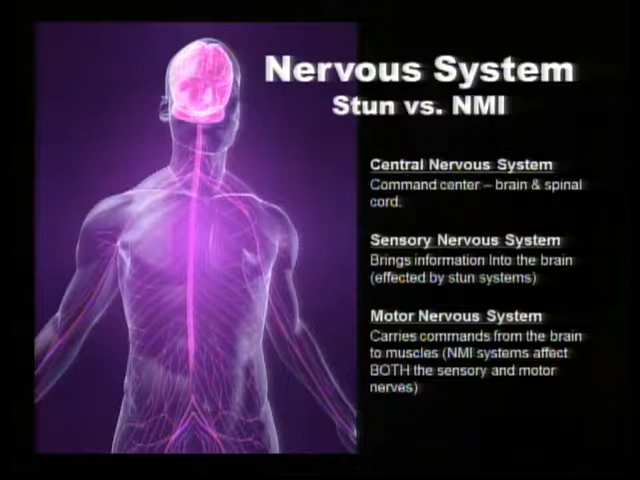 Nervous System
Stun vs. NMI
Central Nervous System
Command center – brain & spinal
cord.
Sensory Nervous System
Brings information Into the brain
(effected by stun systems)
Motor Nervous System
Carries commands from the brain
to muscles (NMI systems affect
BOTH the sensory and motor
nerves)